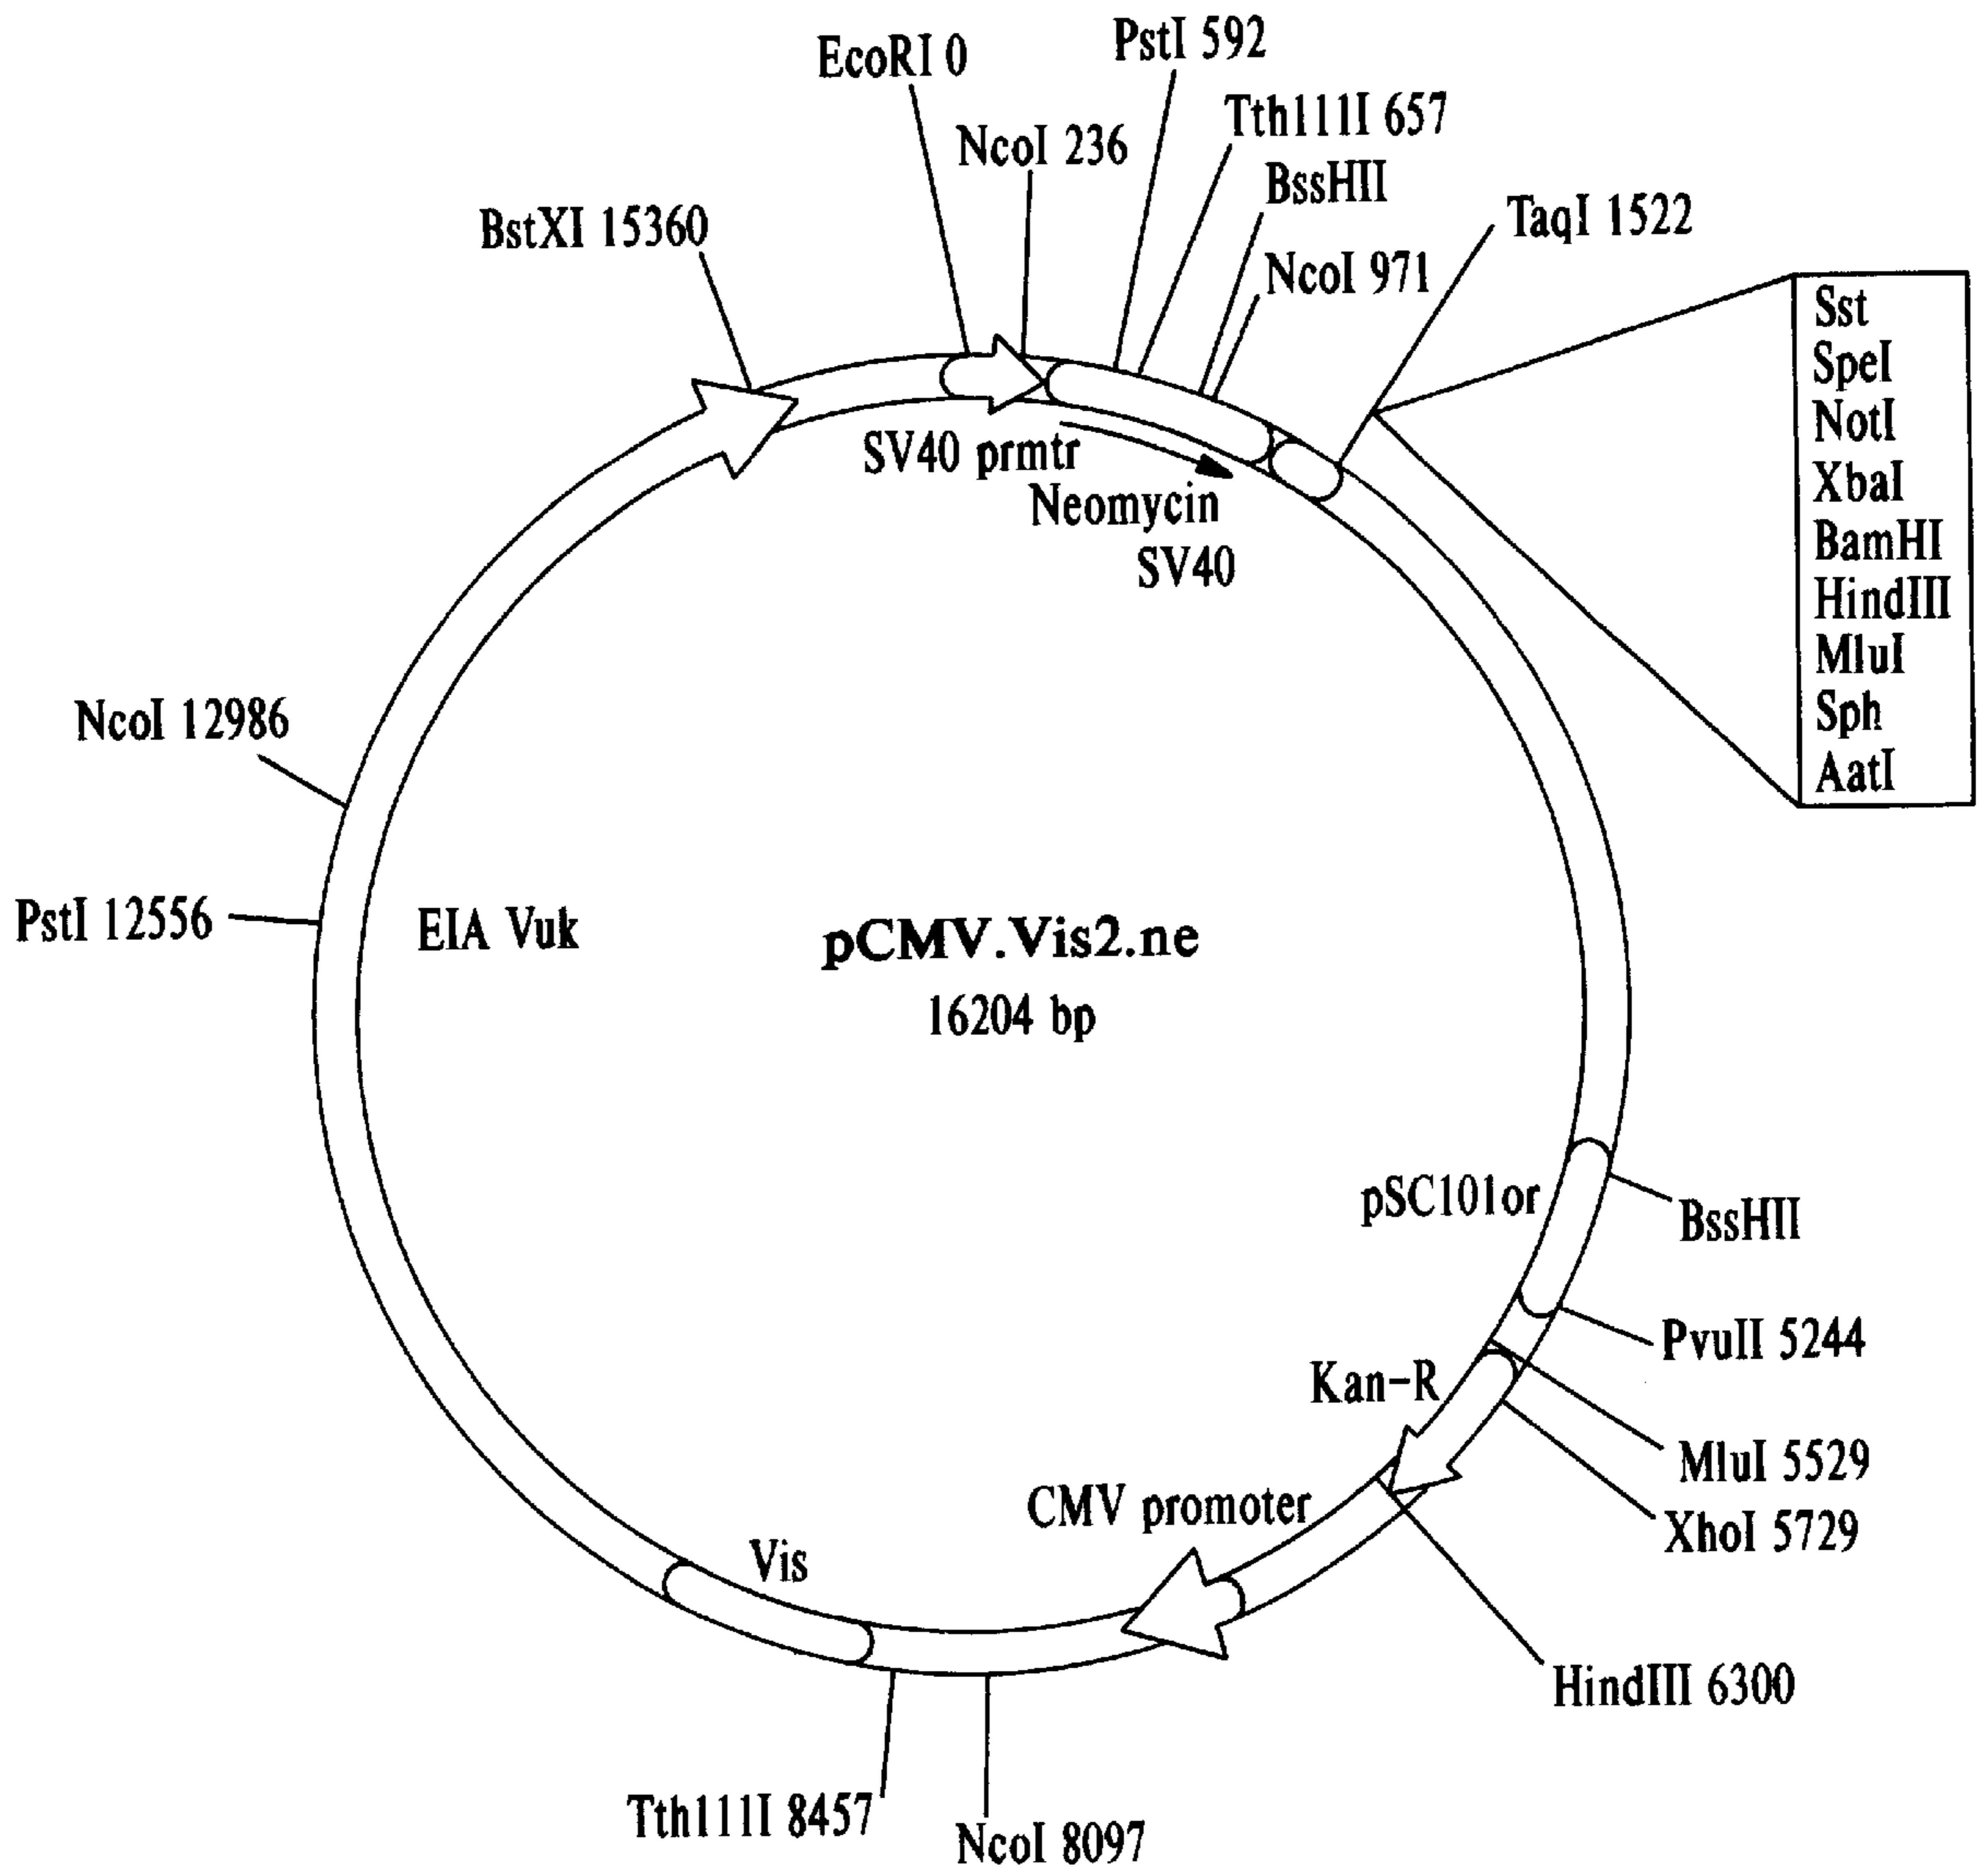 EcoRI 0
PstI 592
NcoI 236
Tth111I 657
BssHII
BstXI 15360
NcoI 971
TaqI 1522
Sst
SpeI
NotI
XbaI
BamHI
HindIII
MluI
Sph
AatI
SV40 prmtr
Neomycin
SV40
NcoI 12986
PstI 12556
EIA Vuk
pCMV.Vis2.ne
16204 bp
pSC101or
BssHII
PvuII 5244
Kan-R
MluI 5529
XhoI 5729
CMV promoter
Vis
HindIII 6300
Tth111I 8457
NcoI 8097